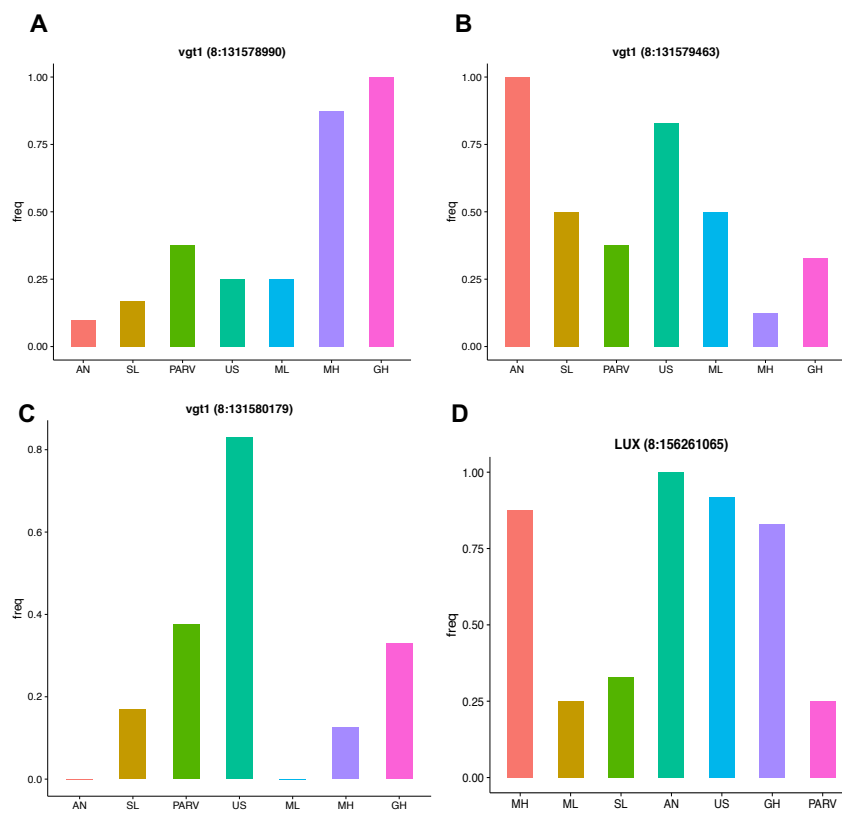 A
vgt1 (8:131578990)
freq
1.00
0.75
0.50
0.25
0.00
AN SL PARV US ML MH GH
B
vgt1 (8:131579463)
freq
1.00
0.75
0.50
0.25
0.00
AN SL PARV US ML MH GH
C
vgt1 (8:131580179)
freq
0.8
0.6
0.4
0.2
0.0
AN SL PARV US ML MH GH
D
LUX (8:156261065)
freq
1.00
0.75
0.50
0.25
0.00
MH ML SL AN US GH PARV